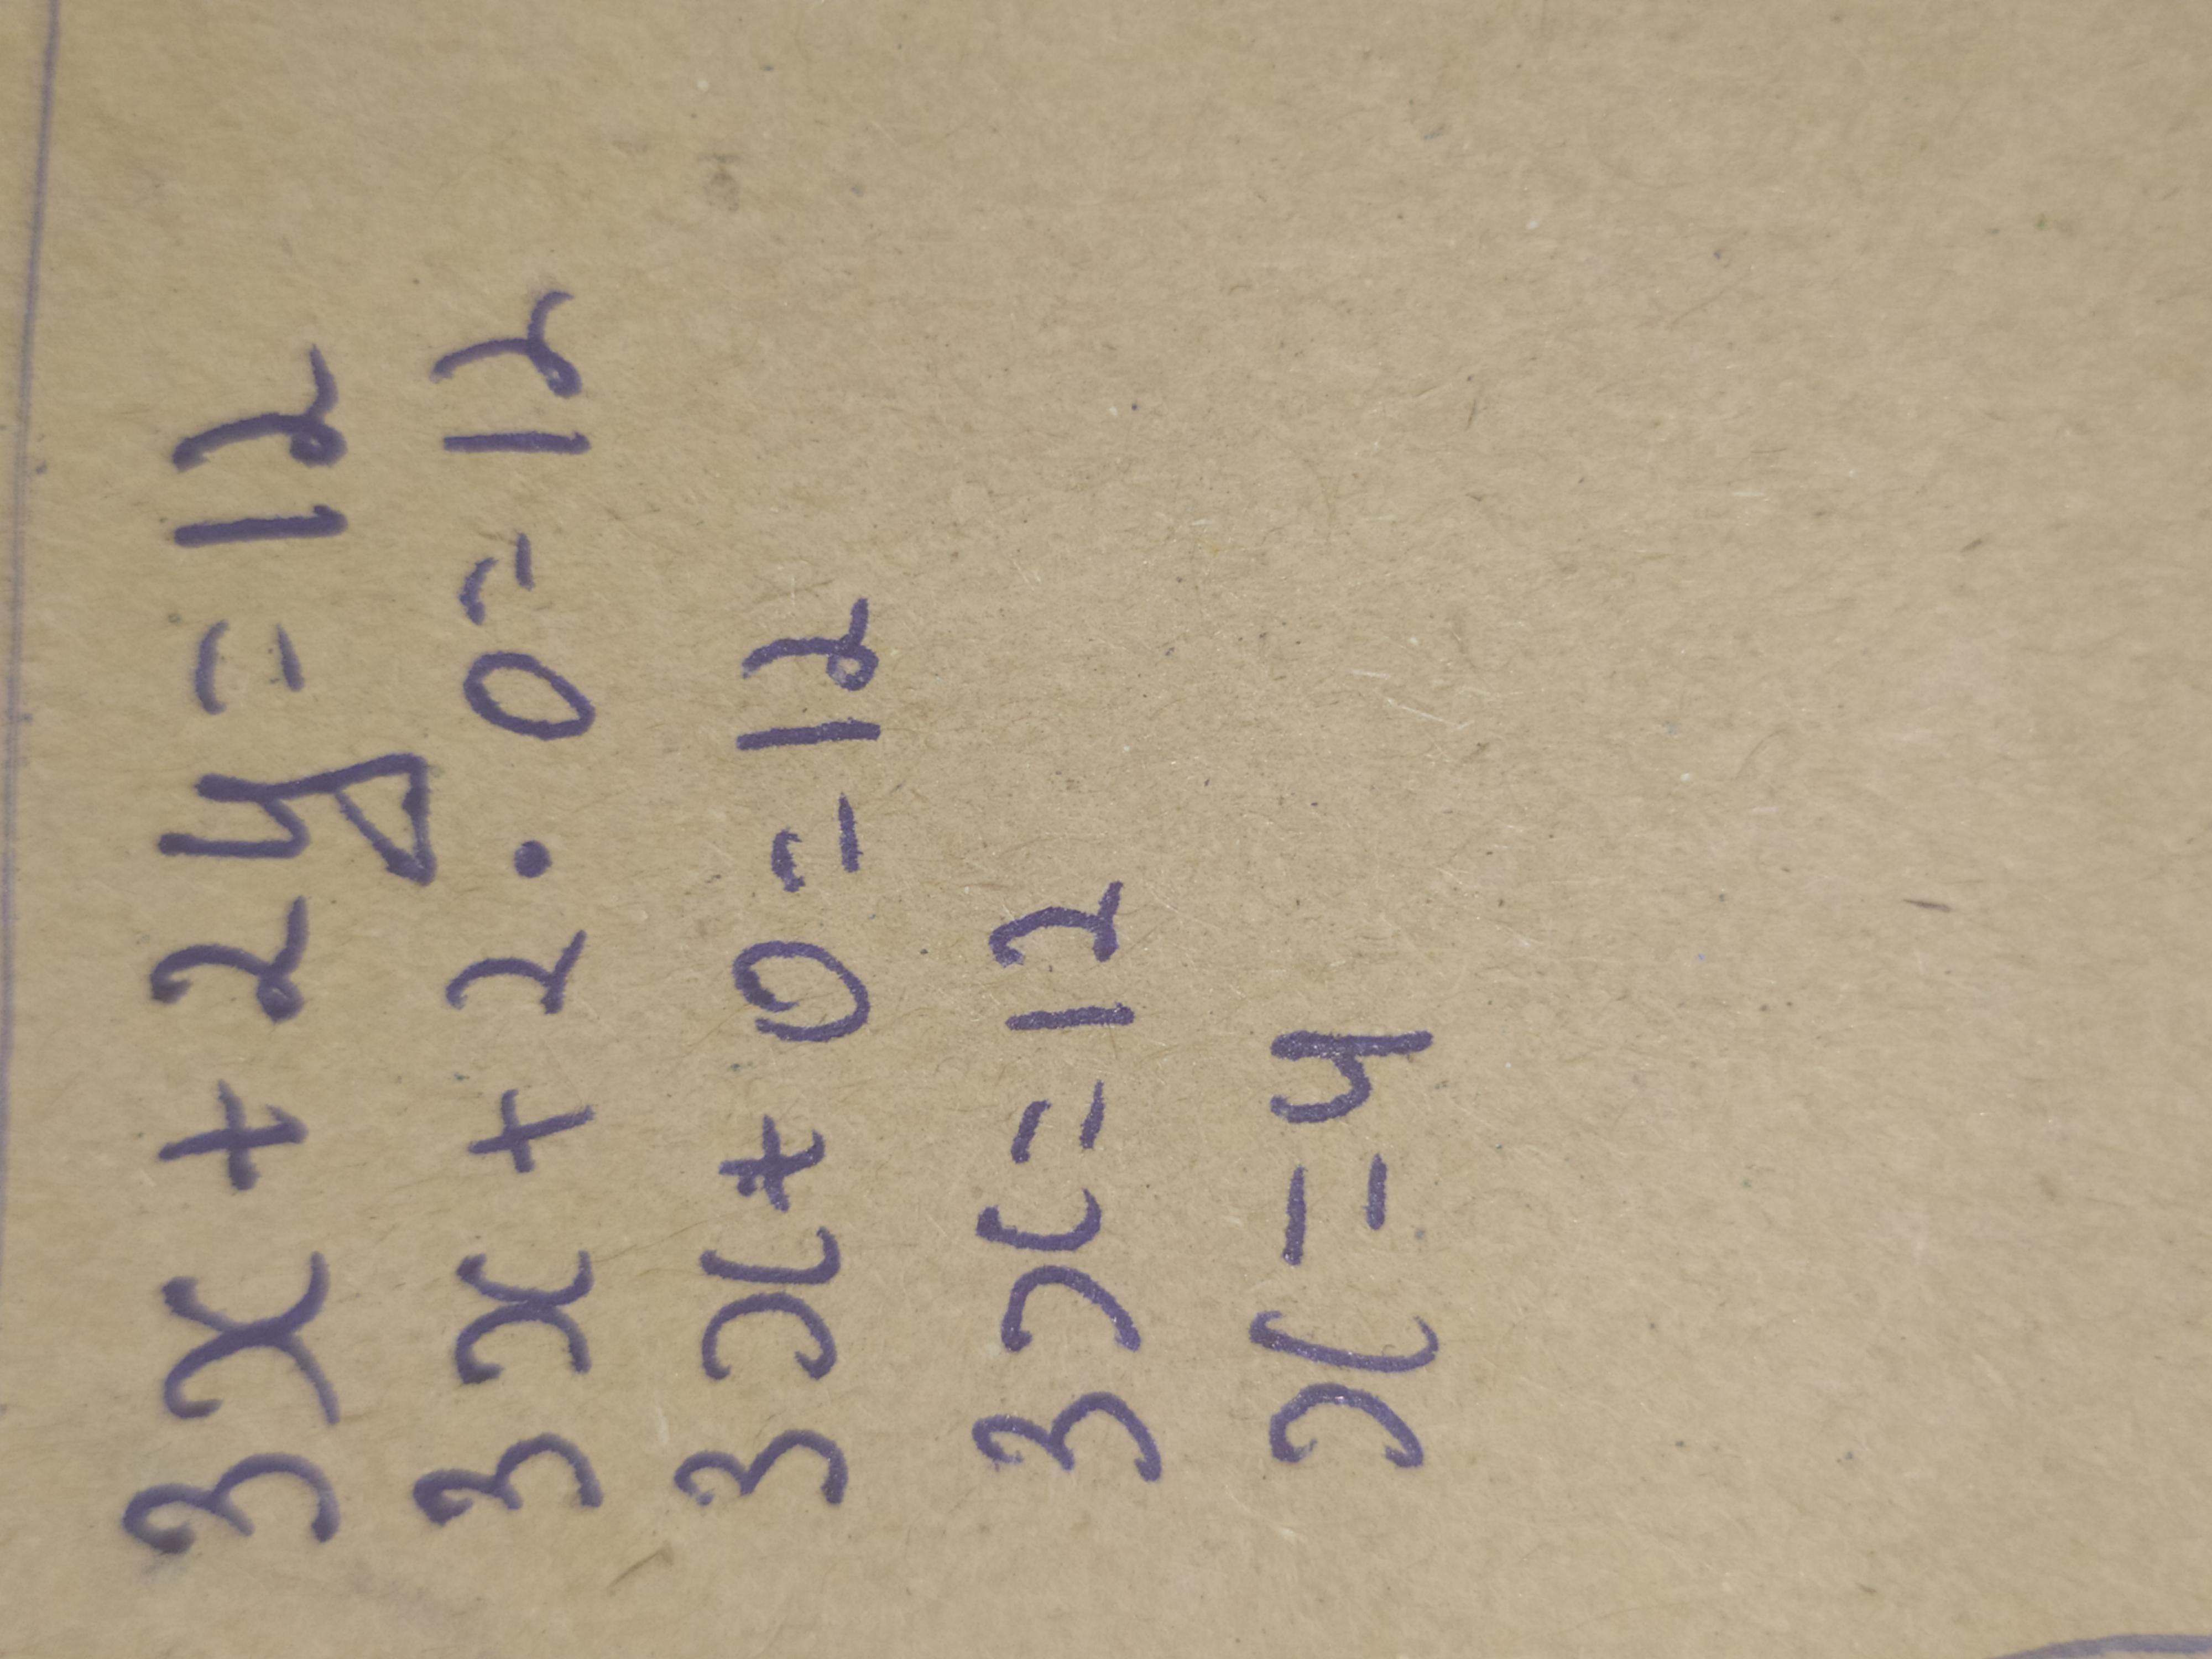 3x + 2y = 12
3x + 2.0 = 12
3x + 0 = 12
3x = 12
x = 4